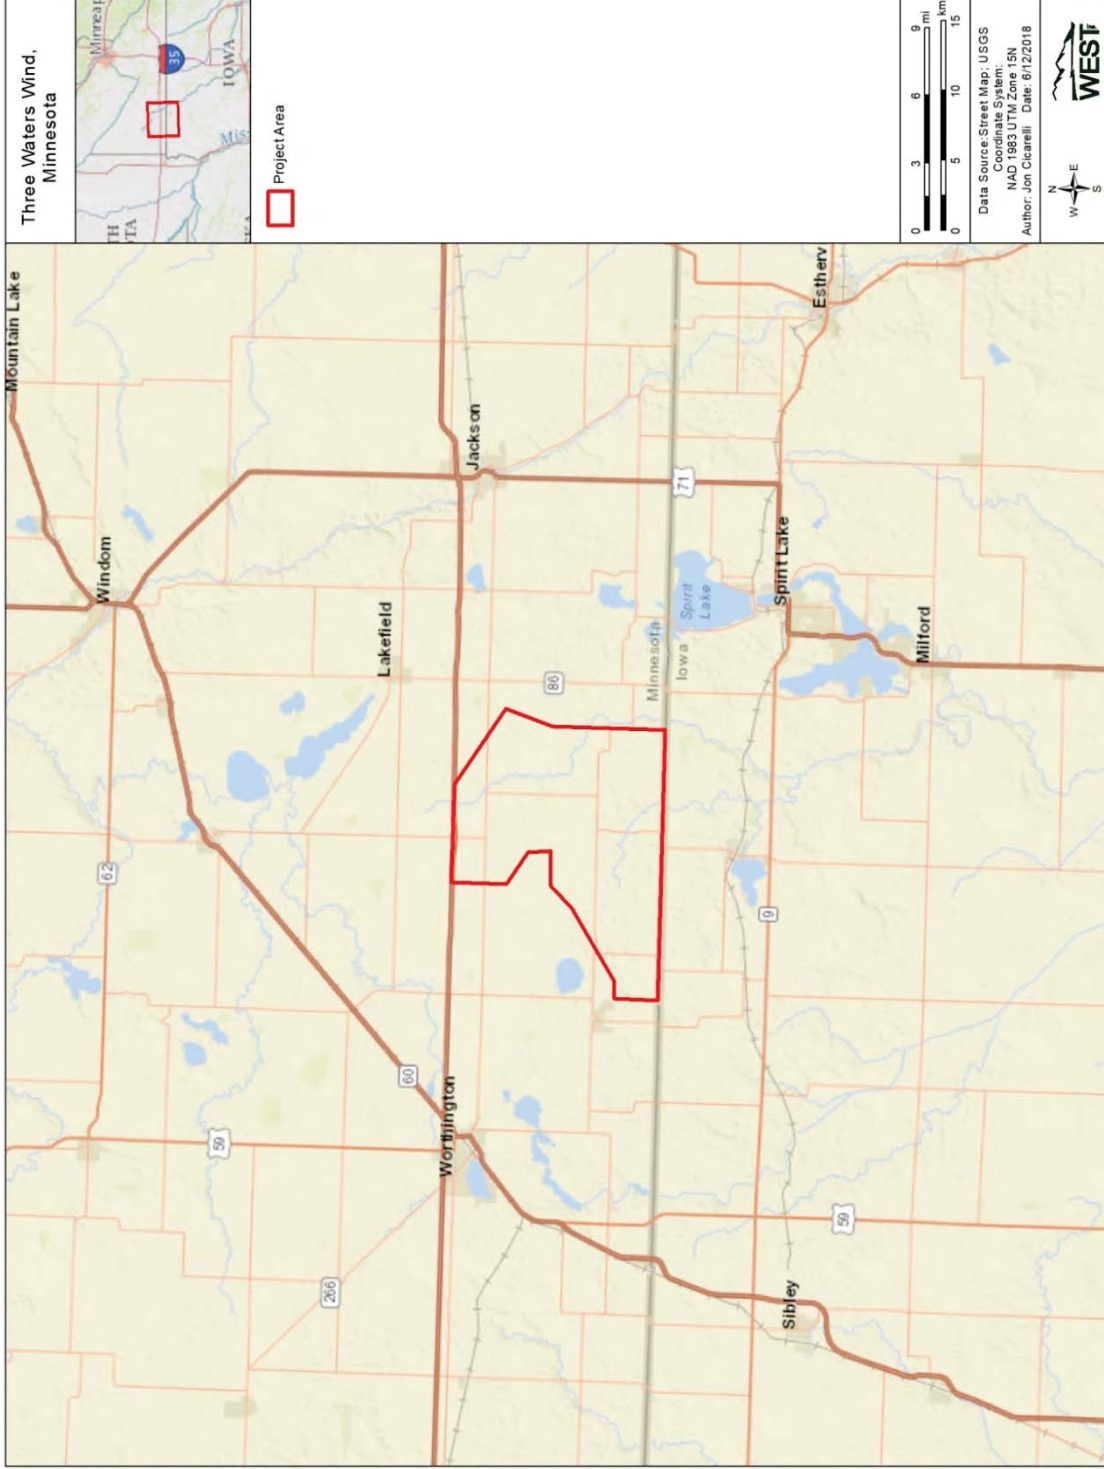 Three Waters Wind,
Minnesota
Minneap
35
IOWA
Mis
TH
TA
Project Area
0 3 6 9
mi
km
0 5 10 15
Data Source: Street Map; USGS
Coordinate System:
NAD 1983 UTM Zone 15N
Author: Jon Cicarelli Date: 6/12/2018
N
W E
S
WEST
Mountain Lake
Windom
62
Lakefield
60
59
266
Worthington
Jackson
86
Minnesota
Iowa
71
Spirit
Lake
Spirit Lake
Estherv
9
Milford
59
Sibley